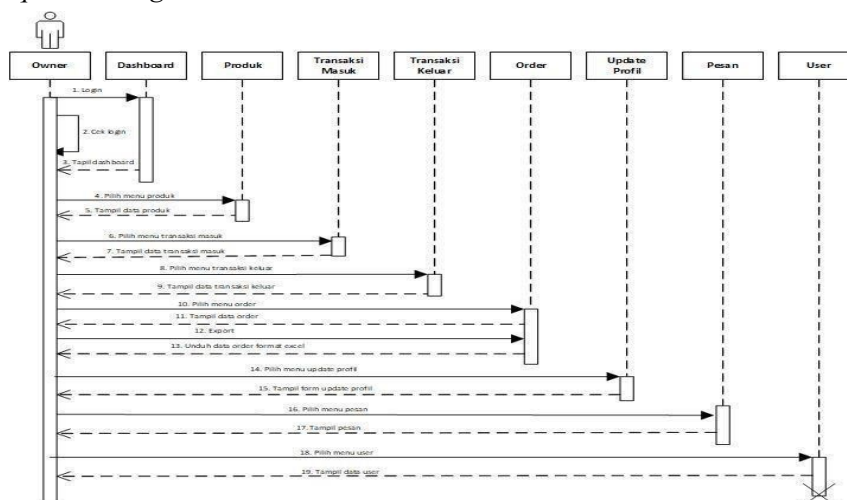 Owner
Dashboard
Produk
Transaksi
Masuk
Transaksi
Keluar
Order
Update
Profil
Pesan
User
1. Login
2. Cek login
3. Tapil dashboard
4. Pilih menu produk
5. Tampil data produk
6. Pilih menu transaksi masuk
7. Tampil data transaksi masuk
8. Pilih menu transaksi keluar
9. Tampil data transaksi keluar
10. Pilih menu order
11. Tampil data order
12. Export
13. Unduh data order format excel
14. Pilih menu update profil
15. Tampil form update profil
16. Pilih menu pesan
17. Tampil pesan
18. Pilih menu user
19. Tampil data user